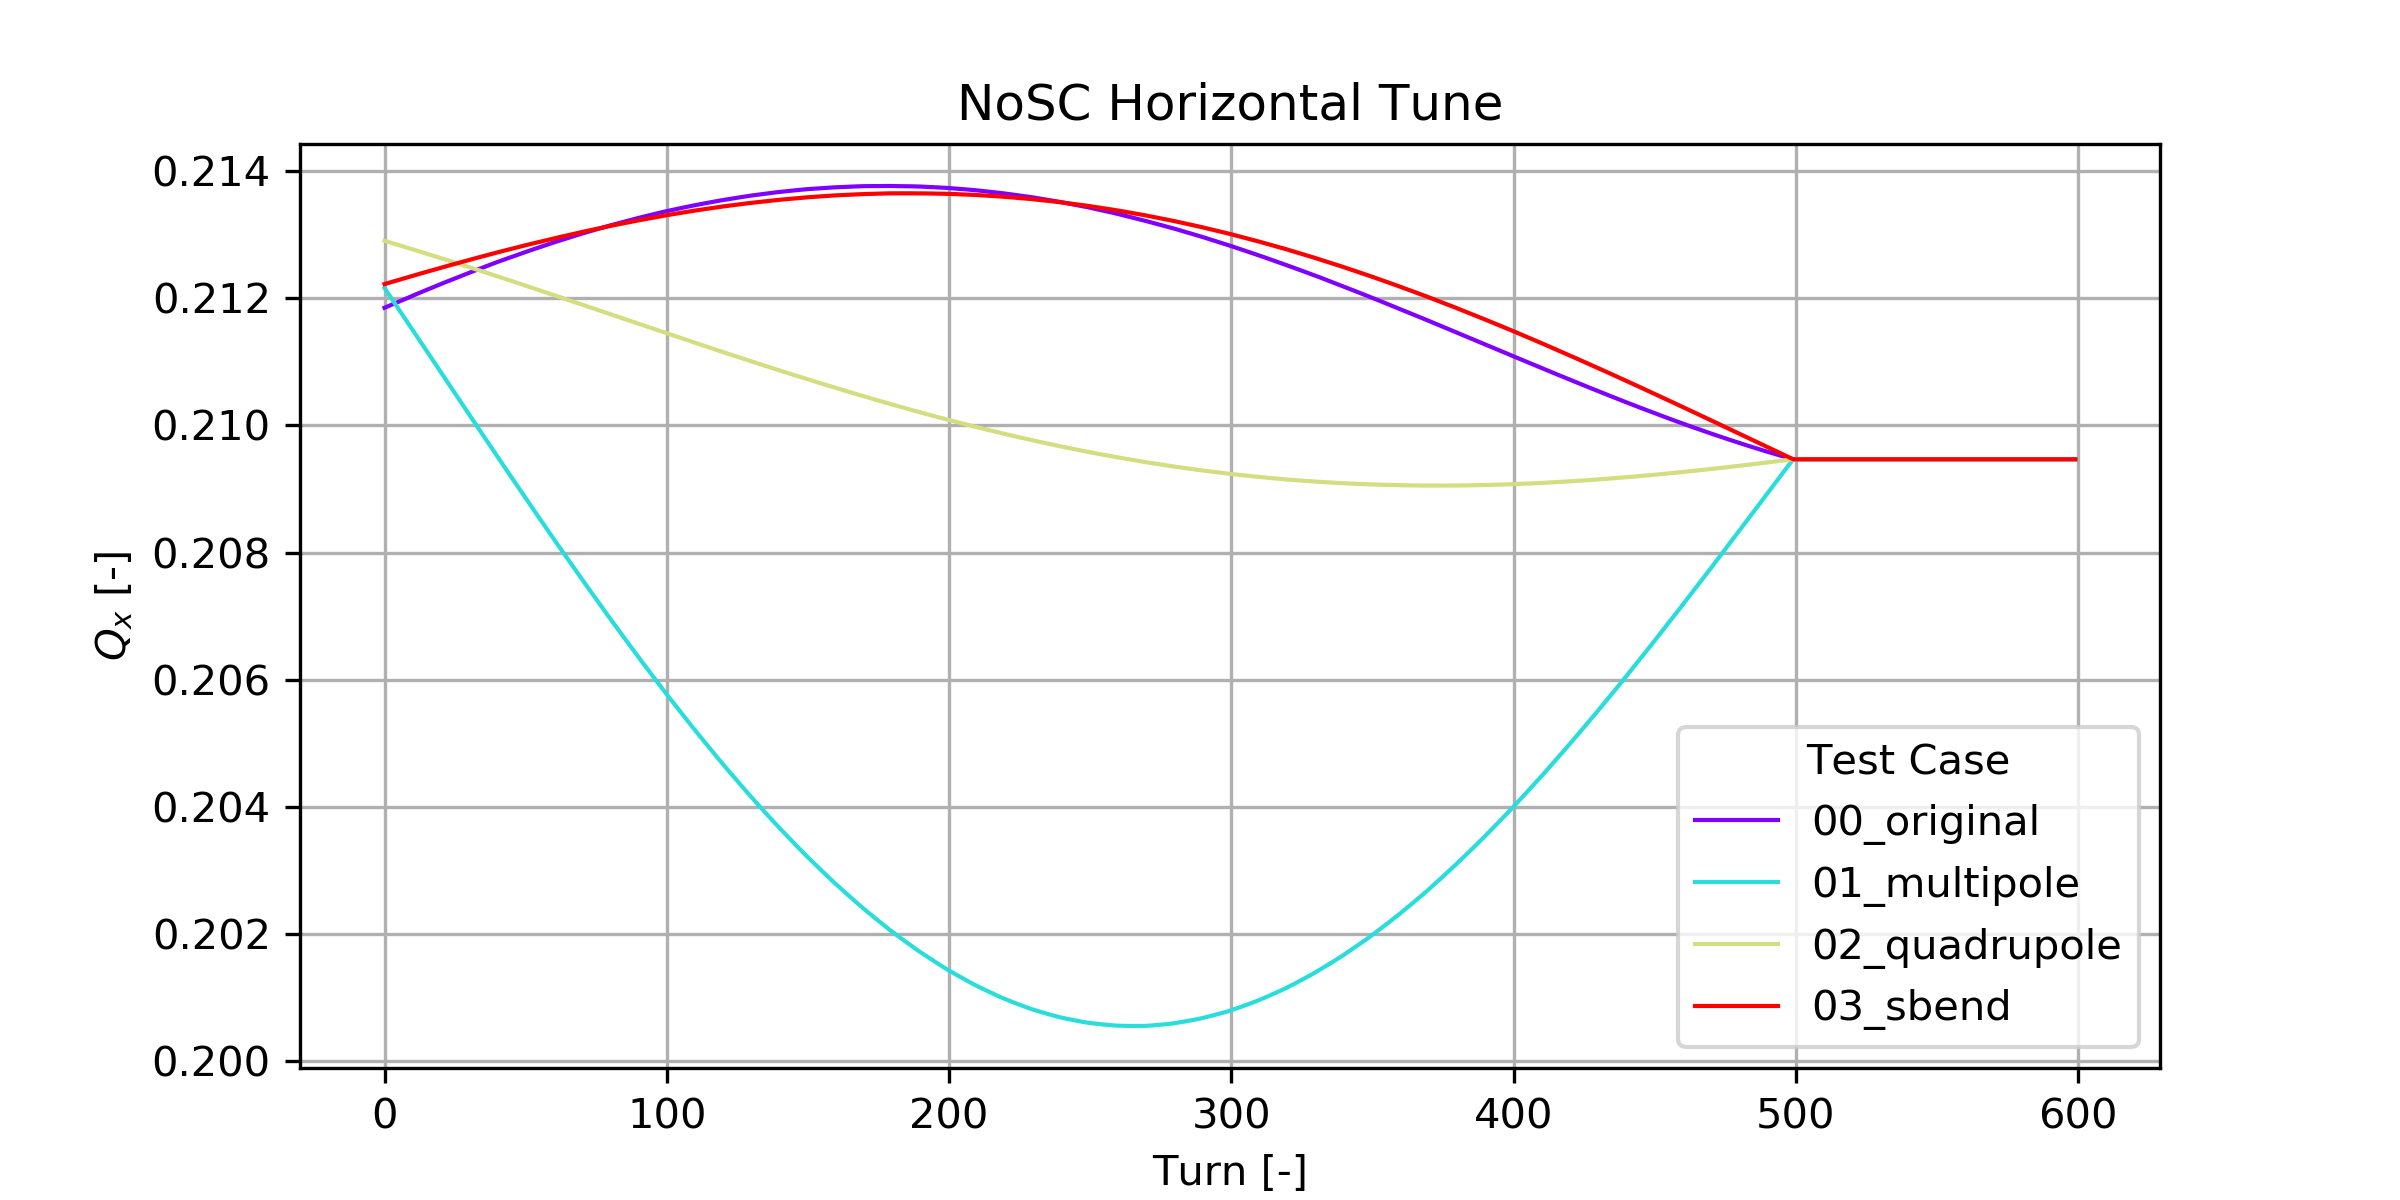 NoSC Horizontal Tune
0.214
0.212
0.210
0.208
0.206
0.204
0.202
0.200
Qx [-]
0 100 200 300 400 500 600
Turn [-]
Test Case
00_original
01_multipole
02_quadrupole
03_sbend